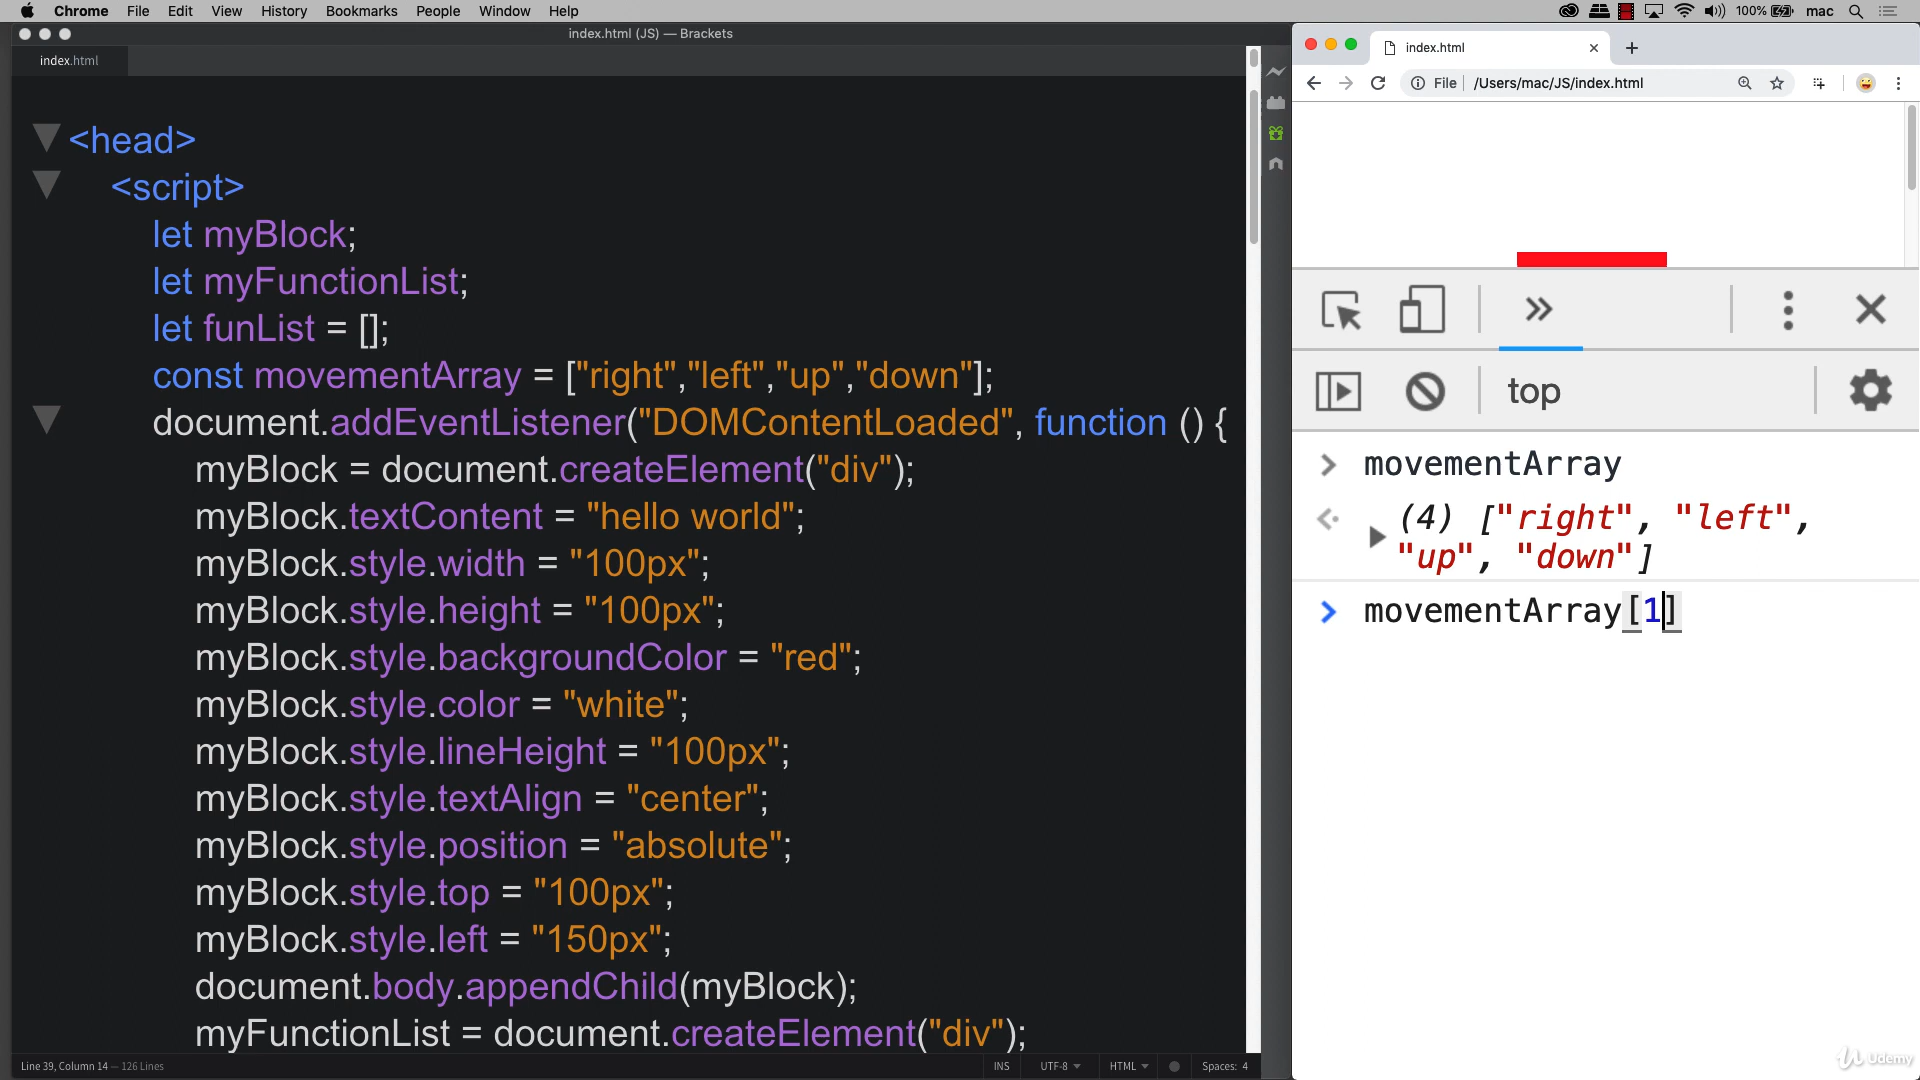 Chrome File Edit View History Bookmarks People Window Help
100% mac
index.html (JS) — Brackets
index.html
<head>
<script>
let myBlock;
let myFunctionList;
let funList = [];
const movementArray = ["right","left","up","down"];
document.addEventListener("DOMContentLoaded", function () {
myBlock = document.createElement("div");
myBlock.textContent = "hello world";
myBlock.style.width = "100px";
myBlock.style.height = "100px";
myBlock.style.backgroundColor = "red";
myBlock.style.color = "white";
myBlock.style.lineHeight = "100px";
myBlock.style.textAlign = "center";
myBlock.style.position = "absolute";
myBlock.style.top = "100px";
myBlock.style.left = "150px";
document.body.appendChild(myBlock);
myFunctionList = document.createElement("div");
Line 39, Column 14 — 126 Lines
INS UTF-8 HTML Spaces: 4
index.html
File /Users/mac/JS/index.html
top
movementArray
(4) ["right", "left",
"up", "down"]
movementArray[1]
Udemy